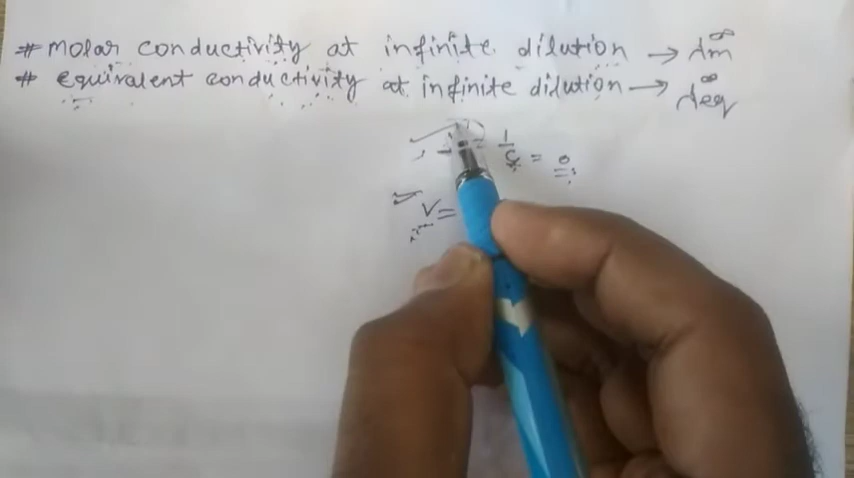 # molar conductivity at infinite dilution → Λm∞
# equivalent conductivity at infinite dilution → Λeq∞
1/C = 0
V =